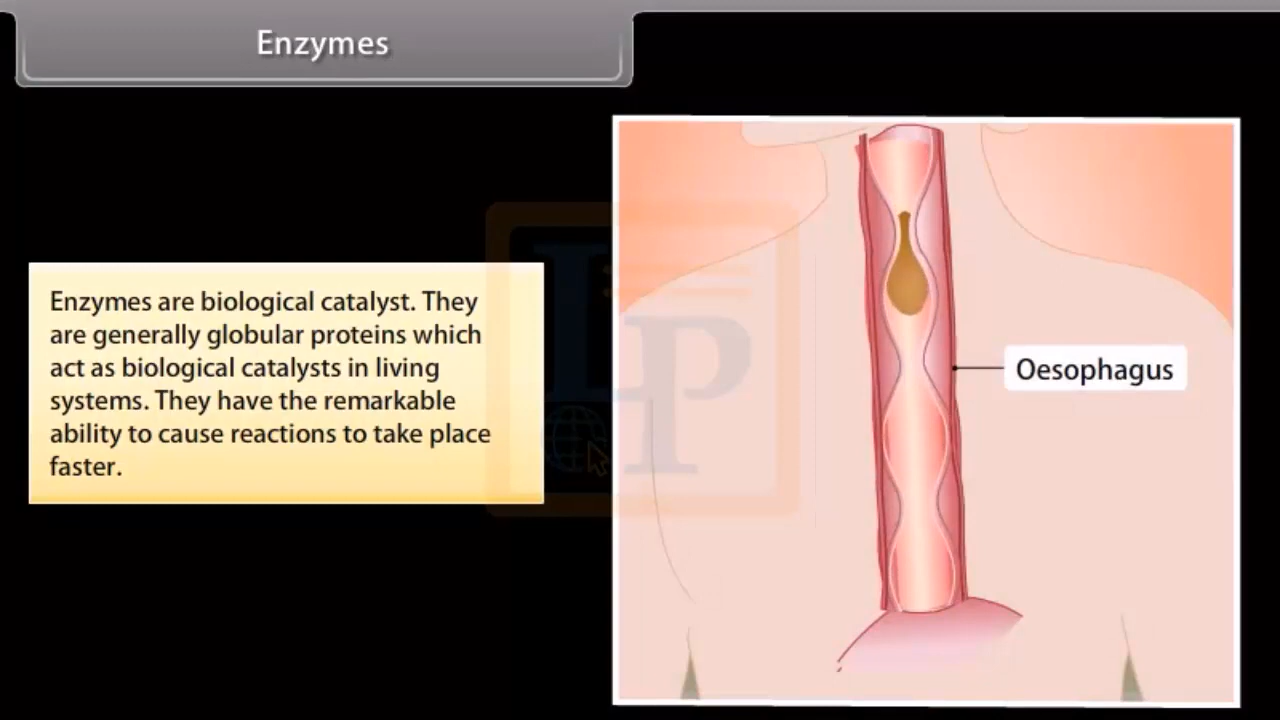 Enzymes
Enzymes are biological catalyst. They
are generally globular proteins which
act as biological catalysts in living
systems. They have the remarkable
ability to cause reactions to take place
faster.
Oesophagus
LP